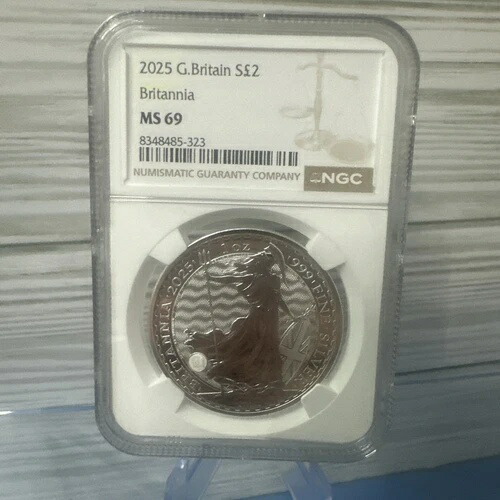 2025 G.Britain S£2
Britannia
MS 69
8348485-323
NUMISMATIC GUARANTY COMPANY
NGC
BRITANNIA · 2025 · 1 OZ · 999 · FINE SILVER